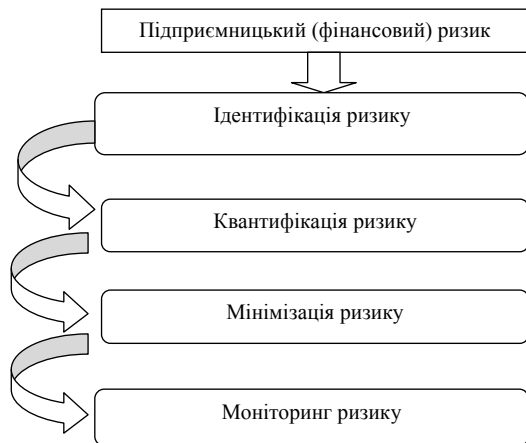 Підприємницький (фінансовий) ризик
Ідентифікація ризику
Квантифікація ризику
Мінімізація ризику
Моніторинг ризику